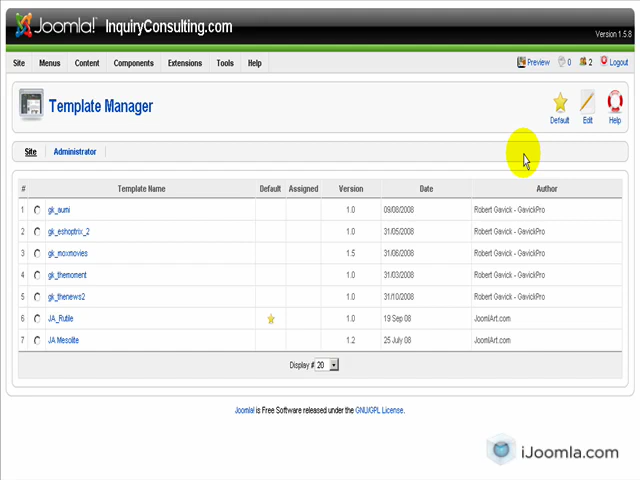 Joomla! InquiryConsulting.com
Version 1.5.8
Site Menus Content Components Extensions Tools Help Preview 0 2 Logout
Template Manager Default Edit Help
Site Administrator
# Template Name Default Assigned Version Date Author
1 gk_aumi 1.0 09/08/2008 Robert Gavick - GavickPro
2 gk_eshoptrix_2 1.0 31/05/2008 Robert Gavick - GavickPro
3 gk_moxmovies 1.5 31/06/2008 Robert Gavick - GavickPro
4 gk_themoment 1.0 31/03/2008 Robert Gavick - GavickPro
5 gk_thenews2 1.0 31/10/2008 Robert Gavick - GavickPro
6 JA_Rutile 1.0 19 Sep 08 JoomlArt.com
7 JA Mesolite 1.2 25 July 08 JoomlArt.com
Display # 20
Joomla! is Free Software released under the GNU/GPL License.
iJoomla.com